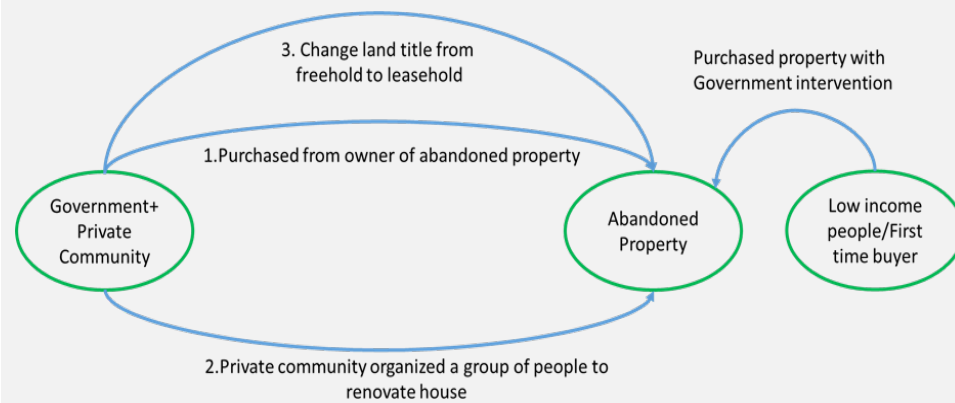 3. Change land title from
freehold to leasehold
Purchased property with
Government intervention
1.Purchased from owner of abandoned property
Government+
Private
Community
Abandoned
Property
Low income
people/First
time buyer
2.Private community organized a group of people to
renovate house